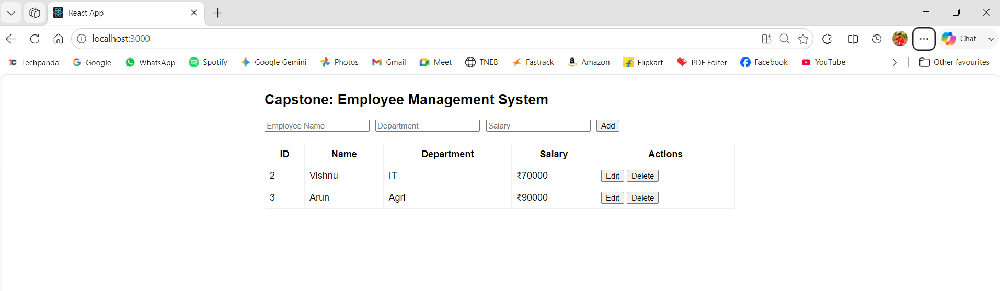 React App
localhost:3000
Chat
Techpanda Google WhatsApp Spotify Google Gemini Photos Gmail Meet TNEB Fastrack Amazon Flipkart PDF Editer Facebook YouTube Other favourites
Capstone: Employee Management System
Employee Name Department Salary Add
ID Name Department Salary Actions
2 Vishnu IT ₹70000 Edit Delete
3 Arun Agri ₹90000 Edit Delete